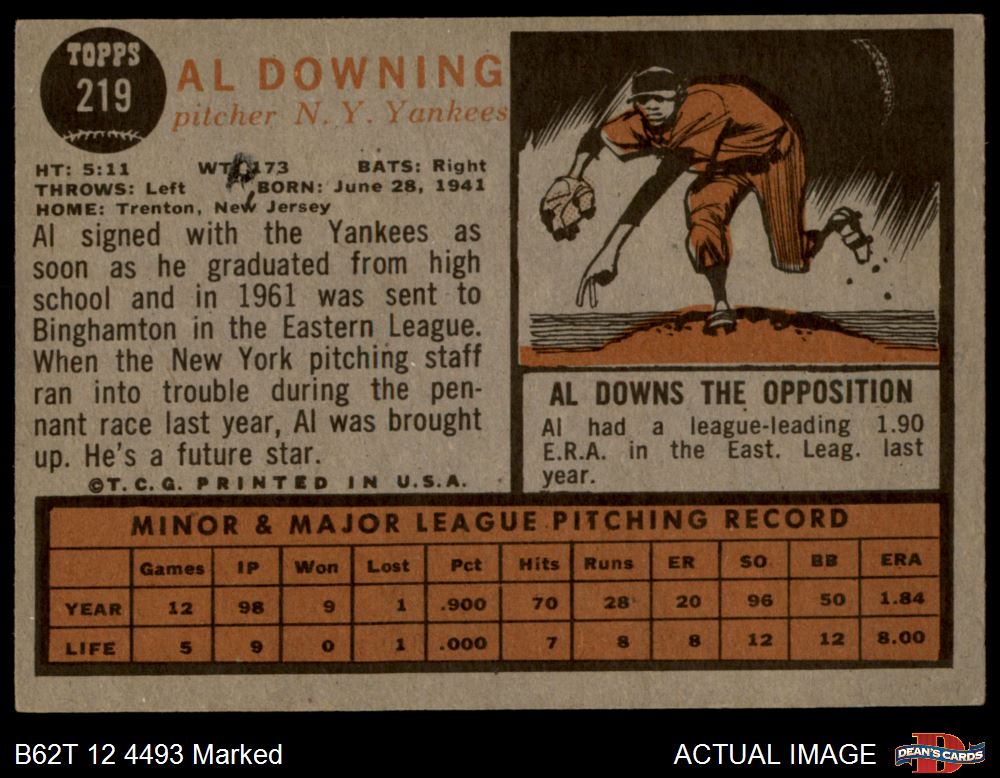 TOPPS
219
AL DOWNING
pitcher N. Y. Yankees
HT: 5:11 WT: 173 BATS: Right
THROWS: Left BORN: June 28, 1941
HOME: Trenton, New Jersey
Al signed with the Yankees as
soon as he graduated from high
school and in 1961 was sent to
Binghamton in the Eastern League.
When the New York pitching staff
ran into trouble during the pen-
nant race last year, Al was brought
up. He's a future star.
©T. C. G. PRINTED IN U.S.A.
AL DOWNS THE OPPOSITION
Al had a league-leading 1.90
E.R.A. in the East. Leag. last
year.
MINOR & MAJOR LEAGUE PITCHING RECORD
Games IP Won Lost Pct Hits Runs ER SO BB ERA
YEAR 12 98 9 1 .900 70 28 20 96 50 1.84
LIFE 5 9 0 1 .000 7 8 8 12 12 8.00
B62T 12 4493 Marked ACTUAL IMAGE
DEAN'S CARDS